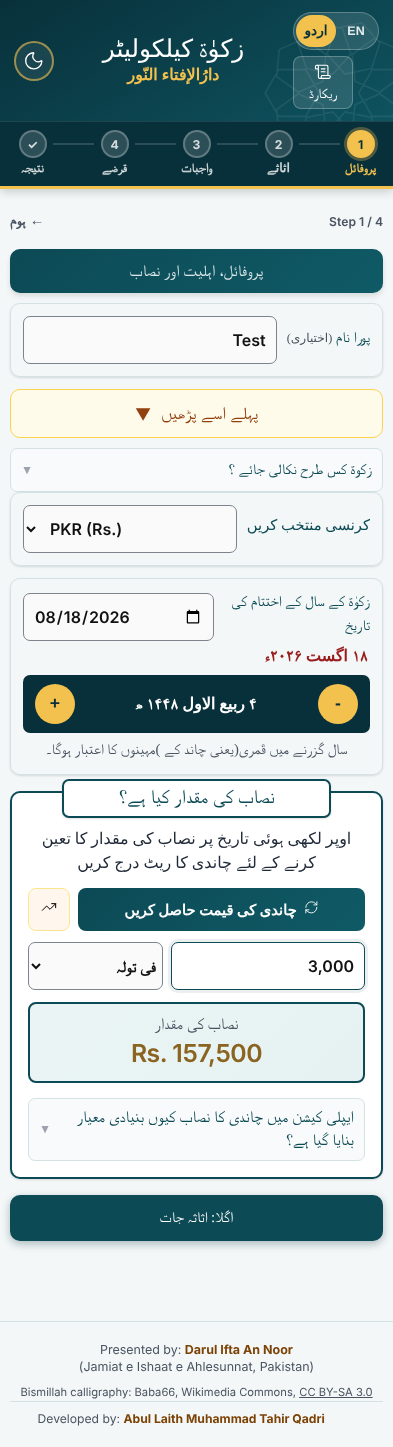 EN
اردو
زکوٰۃ کیلکولیٹر
دارُالإفتاء النّور
ریکارڈ
1
2
3
4
✓
پروفائل
اثاثے
واجبات
قرضے
نتیجہ
← ہوم
Step 1 / 4
پروفائل، اہلیت اور نصاب
پورا نام (اختیاری)
Test
پہلے اسے پڑھیں ▼
زکوۃ کس طرح نکالی جائے ؟
▼
کرنسی منتخب کریں
PKR (Rs.)
زکوٰۃ کے سال کے اختتام کی
تاریخ
08/18/2026
۱۸ اگست ۲۰۲۶ء
-
۴ ربیع الاول ۱۴۴۸ ھ
+
سال گزرنے میں قمری(یعنی چاند کے )مہینوں کا اعتبار ہوگا۔
نصاب کی مقدار کیا ہے؟
اوپر لکھی ہوئی تاریخ پر نصاب کی مقدار کا تعین
کرنے کے لئے چاندی کا ریٹ درج کریں
چاندی کی قیمت حاصل کریں
3,000
فی تولہ
نصاب کی مقدار
Rs. 157,500
ایپلی کیشن میں چاندی کا نصاب کیوں بنیادی معیار
بنایا گیا ہے؟
▼
اگلا: اثاثہ جات
Presented by: Darul Ifta An Noor
(Jamiat e Ishaat e Ahlesunnat, Pakistan)
Bismillah calligraphy: Baba66, Wikimedia Commons, CC BY-SA 3.0
Developed by: Abul Laith Muhammad Tahir Qadri